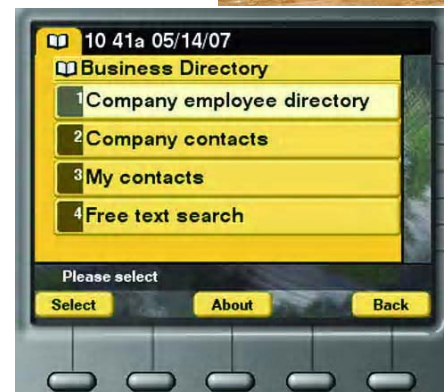 10 41a 05/14/07
Business Directory
1 Company employee directory
2 Company contacts
3 My contacts
4 Free text search
Please select
Select About Back